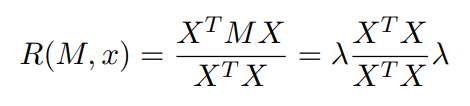 R(M, x) = \frac{X^T M X}{X^T X} = \lambda \frac{X^T X}{X^T X} \lambda